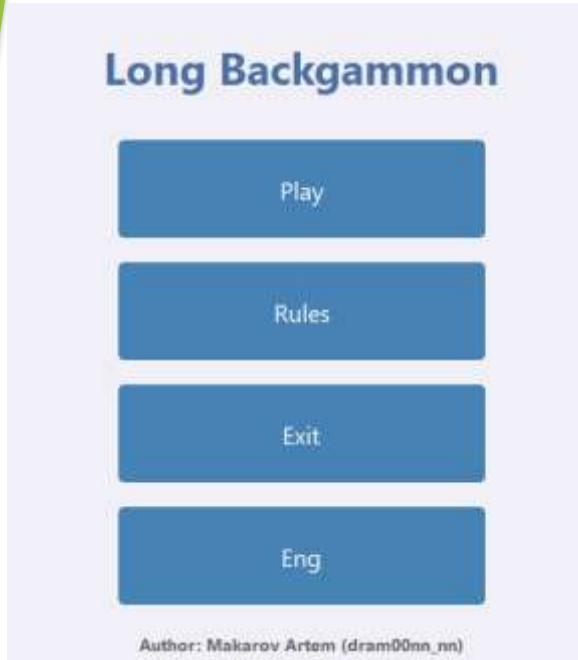 Long Backgammon
Play
Rules
Exit
Eng
Author: Makarov Artem (dram00nn_nn)